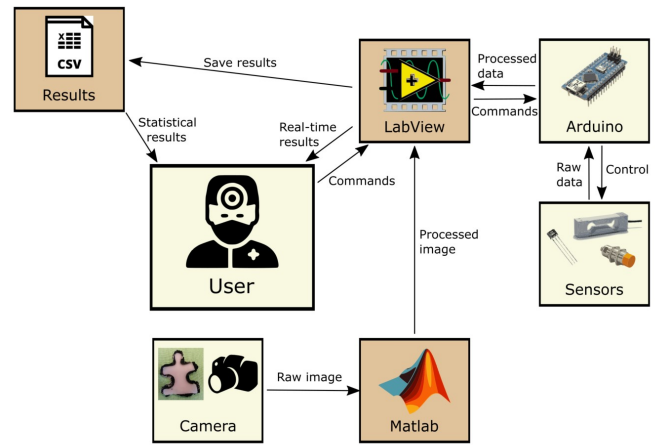 CSV
Results
Save results
LabView
Processed
data
Commands
Arduino
Statistical
results
Real-time
results
Commands
Raw
data
Control
User
Processed
image
Sensors
Camera
Raw image
Matlab